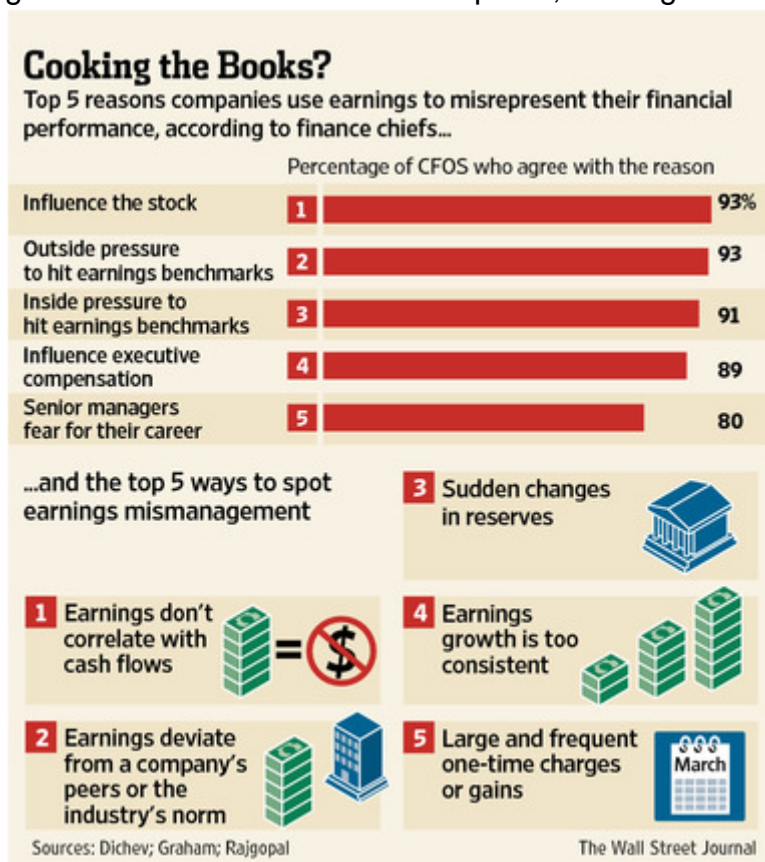 Cooking the Books?
Top 5 reasons companies use earnings to misrepresent their financial
performance, according to finance chiefs...
Percentage of CFOS who agree with the reason
Influence the stock 1 93%
Outside pressure
to hit earnings benchmarks 2 93
Inside pressure to
hit earnings benchmarks 3 91
Influence executive
compensation 4 89
Senior managers
fear for their career 5 80
...and the top 5 ways to spot
earnings mismanagement
1 Earnings don't
correlate with
cash flows
= $
2 Earnings deviate
from a company's
peers or the
industry's norm
3 Sudden changes
in reserves
4 Earnings
growth is too
consistent
5 Large and frequent
one-time charges
or gains
March
Sources: Dichev; Graham; Rajgopal
The Wall Street Journal